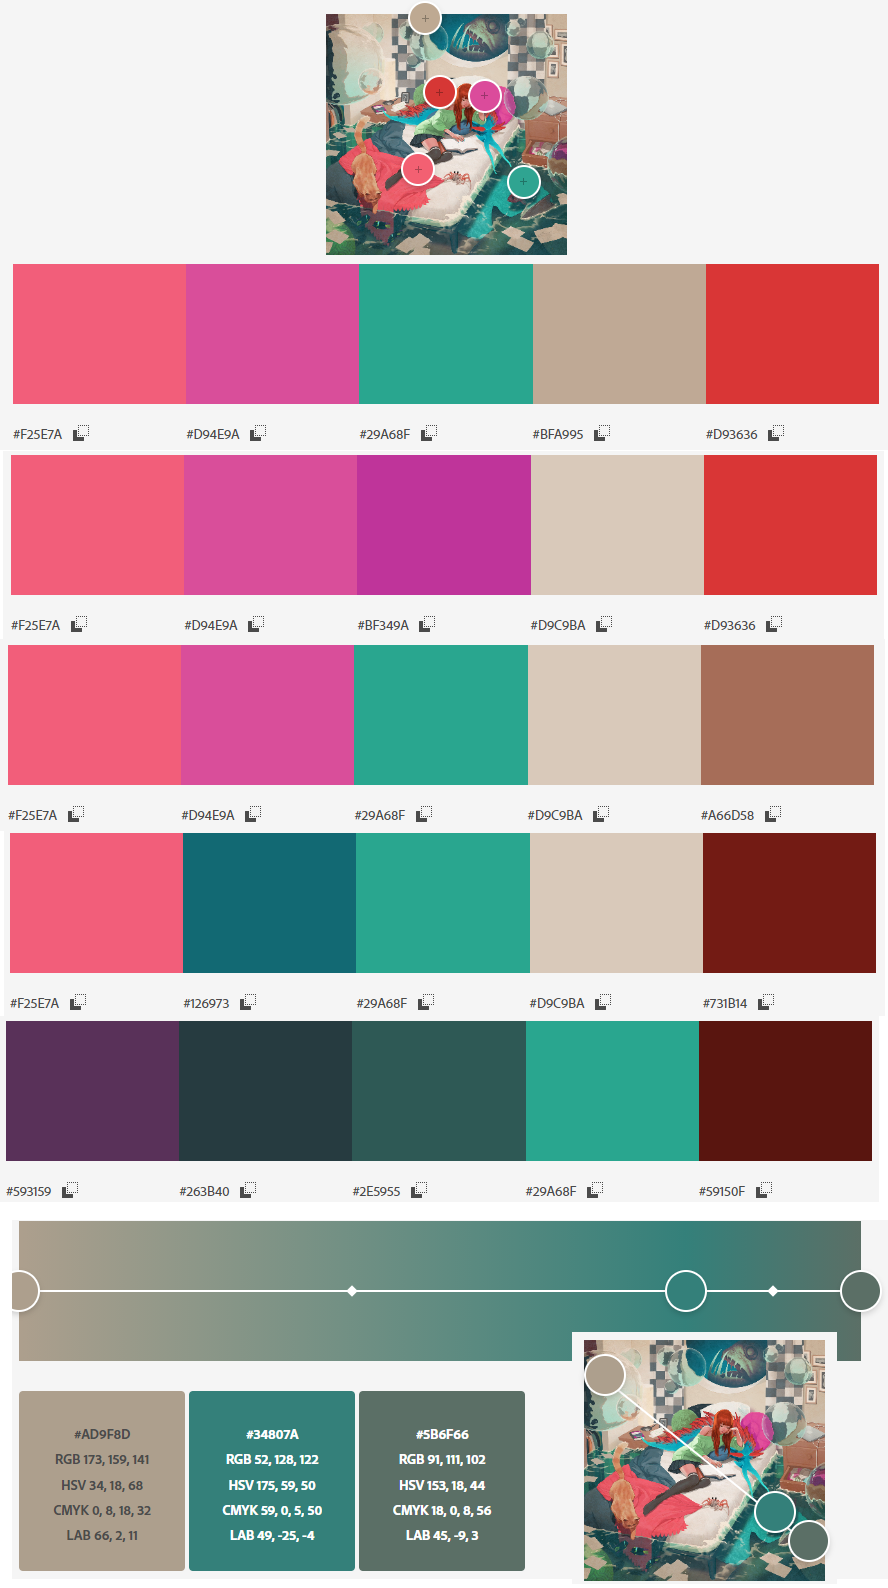 #F25E7A #D94E9A #29A68F #BFA995 #D93636
#F25E7A #D94E9A #BF349A #D9C9BA #D93636
#F25E7A #D94E9A #29A68F #D9C9BA #A66D58
#F25E7A #126973 #29A68F #D9C9BA #731B14
#593159 #263B40 #2E5955 #29A68F #59150F
#AD9F8D
RGB 173, 159, 141
HSV 34, 18, 68
CMYK 0, 8, 18, 32
LAB 66, 2, 11
#34807A
RGB 52, 128, 122
HSV 175, 59, 50
CMYK 59, 0, 5, 50
LAB 49, -25, -4
#5B6F66
RGB 91, 111, 102
HSV 153, 18, 44
CMYK 18, 0, 8, 56
LAB 45, -9, 3